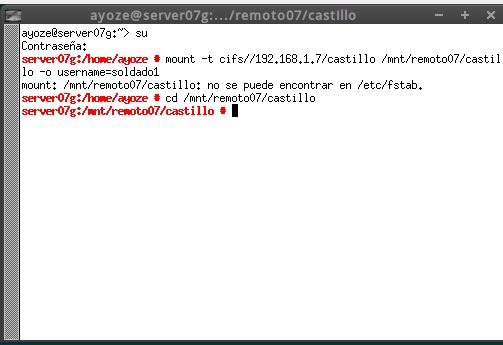 ayoze@server07g:.../remoto07/castillo
ayoze@server07g:~> su
Contraseña:
server07g:/home/ayoze # mount -t cifs//192.168.1.7/castillo /mnt/remoto07/casti
llo -o username=soldado1
mount: /mnt/remoto07/castillo: no se puede encontrar en /etc/fstab.
server07g:/home/ayoze # cd /mnt/remoto07/castillo
server07g:/mnt/remoto07/castillo #